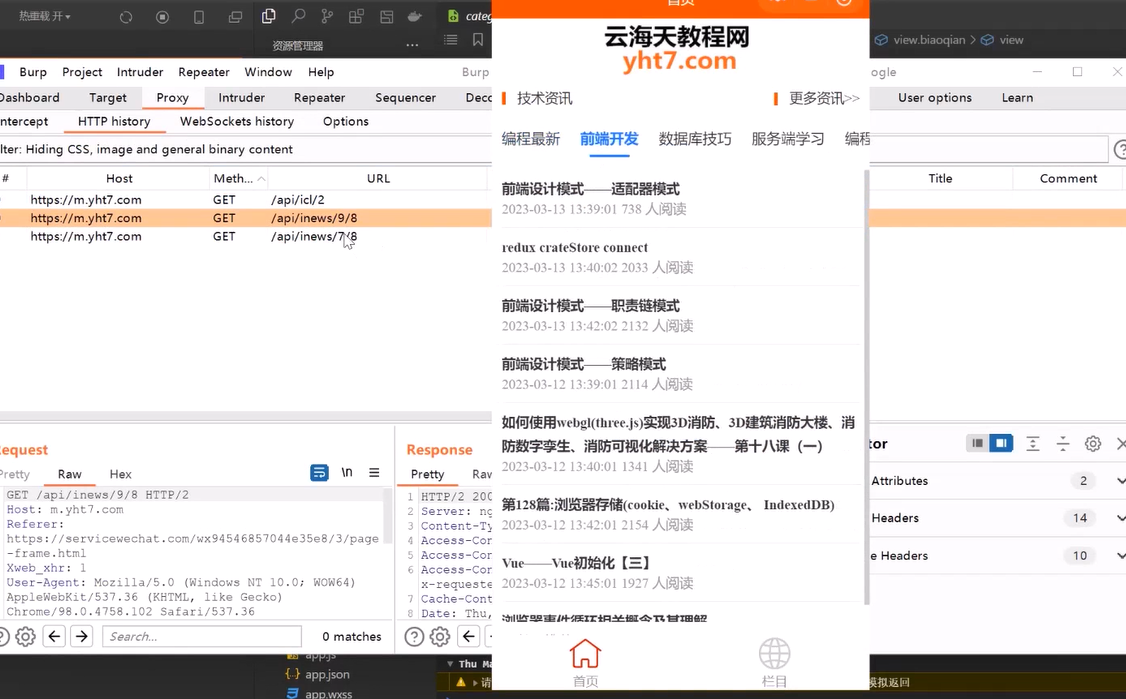 热重载 开▾
资源管理器
...
categ
首页
view.biaoqian > view
Burp Project Intruder Repeater Window Help
Burp
ogle
Dashboard Target Proxy Intruder Repeater Sequencer Deco
User options Learn
ntercept HTTP history WebSockets history Options
lter: Hiding CSS, image and general binary content
# Host Meth... URL
Title Comment
https://m.yht7.com GET /api/icl/2
https://m.yht7.com GET /api/inews/9/8
https://m.yht7.com GET /api/inews/7/8
云海天教程网
yht7.com
技术资讯
更多资讯>>
编程最新 前端开发 数据库技巧 服务端学习 编程
前端设计模式——适配器模式
2023-03-13 13:39:01 738 人阅读
redux crateStore connect
2023-03-13 13:40:02 2033 人阅读
前端设计模式——职责链模式
2023-03-13 13:42:02 2132 人阅读
前端设计模式——策略模式
2023-03-12 13:39:01 2114 人阅读
如何使用webgl(three.js)实现3D消防、3D建筑消防大楼、消
防数字孪生、消防可视化解决方案——第十八课（一）
2023-03-12 13:40:01 1341 人阅读
第128篇:浏览器存储(cookie、webStorage、 IndexedDB)
2023-03-12 13:42:01 2154 人阅读
Vue——Vue初始化【三】
2023-03-12 13:45:01 1927 人阅读
浏览器事件循环相关概念及其理解
首页
栏目
equest
Pretty Raw Hex
\n
GET /api/inews/9/8 HTTP/2
Host: m.yht7.com
Referer:
https://servicewechat.com/wx94546857044e35e8/3/page
-frame.html
Xweb_xhr: 1
User-Agent: Mozilla/5.0 (Windows NT 10.0; WOW64)
AppleWebKit/537.36 (KHTML, like Gecko)
Chrome/98.0.4758.102 Safari/537.36
Search...
0 matches
Response
Pretty Raw
1 HTTP/2 200
2 Server: ng
3 Content-Ty
4 Access-Con
5 Access-Con
6 Access-Con
x-requeste
7 Cache-Cont
8 Date: Thu,
tor
Attributes 2
Headers 14
e Headers 10
app.js
app.json
app.wxss
Thu Ma
请
模拟返回